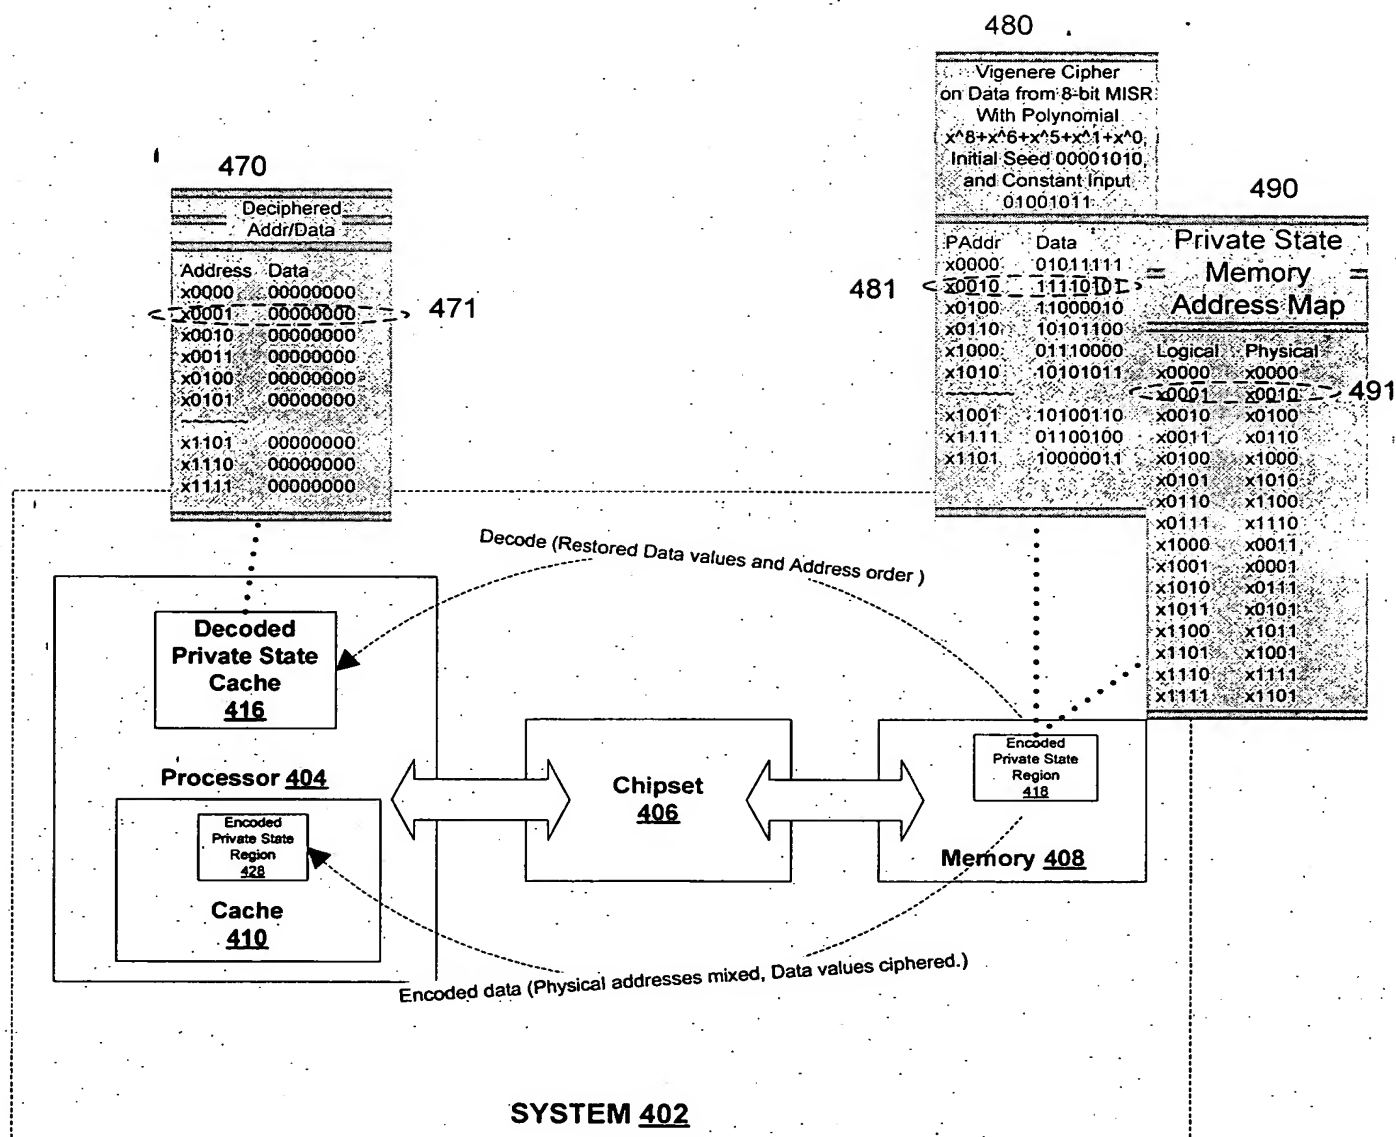 480
Vigenere Cipher
on Data from 8-bit MISR
With Polynomial
x^8+x^6+x^5+x^1+x^0,
Initial Seed 00001010,
and Constant Input
01001011
470
Deciphered
Addr/Data
Address Data
x0000 00000000
x0001 00000000
x0010 00000000
x0011 00000000
x0100 00000000
x0101 00000000
x1101 00000000
x1110 00000000
x1111 00000000
471
PAddr Data
x0000 01011111
x0010 11110101
x0100 11000010
x0110 10101100
x1000 01110000
x1010 10101011
x1001 10100110
x1111 01100100
x1101 10000011
481
490
Private State
= Memory =
Address Map
Logical Physical
x0000 x0000
x0001 x0010
x0010 x0100
x0011 x0110
x0100 x1000
x0101 x1010
x0110 x1100
x0111 x1110
x1000 x0011
x1001 x0001
x1010 x0111
x1011 x0101
x1100 x1011
x1101 x1001
x1110 x1111
x1111 x1101
491
Decode (Restored Data values and Address order )
Decoded
Private State
Cache
416
Processor 404
Encoded
Private State
Region
428
Cache
410
Chipset
406
Encoded
Private State
Region
418
Memory 408
Encoded data (Physical addresses mixed, Data values ciphered.)
SYSTEM 402